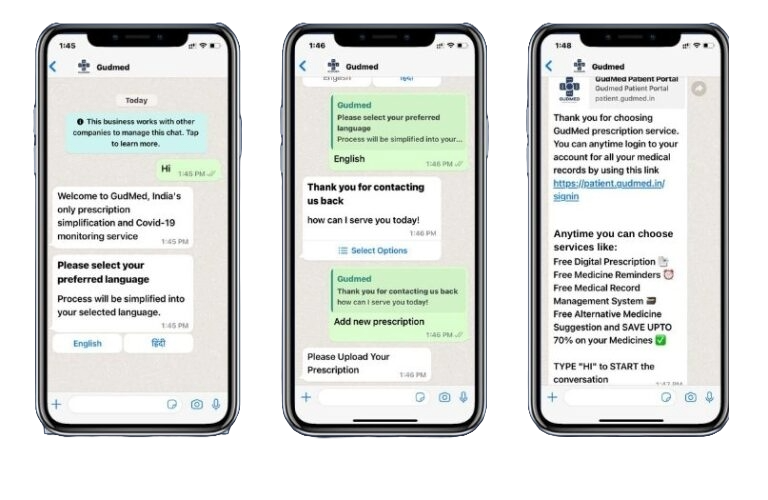 1:45
Gudmed
Today
This business works with other
companies to manage this chat. Tap
to learn more.
Hi 1:45 PM
Welcome to GudMed, India's
only prescription
simplification and Covid-19
monitoring service 1:45 PM
Please select your
preferred language
Process will be simplified into
your selected language.
1:45 PM
English हिंदी
1:46
Gudmed
English हिंदी
Gudmed
Please select your preferred
language
Process will be simplified into your...
English 1:46 PM
Thank you for contacting
us back
how can I serve you today!
1:46 PM
Select Options
Gudmed
Thank you for contacting us back
how can I serve you today!
Add new prescription
1:46 PM
Please Upload Your
Prescription 1:46 PM
1:48
Gudmed
GudMed Patient Portal
Gudmed Patient Portal
patient.gudmed.in
GUDMED
Thank you for choosing
GudMed prescription service.
You can anytime login to your
account for all your medical
records by using this link
https://patient.gudmed.in/
signin
Anytime you can choose
services like:
Free Digital Prescription
Free Medicine Reminders
Free Medical Record
Management System
Free Alternative Medicine
Suggestion and SAVE UPTO
70% on your Medicines
TYPE "HI" to START the
conversation 1:47 PM